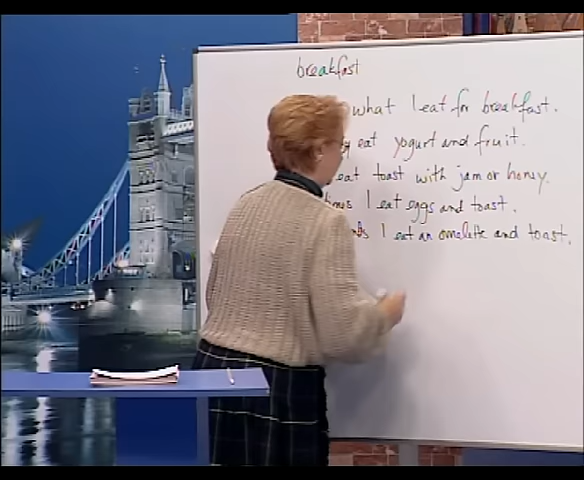 breakfast
what I eat for breakfast.
eat yogurt and fruit.
eat toast with jam or honey.
I eat eggs and toast.
I eat an omelette and toast.